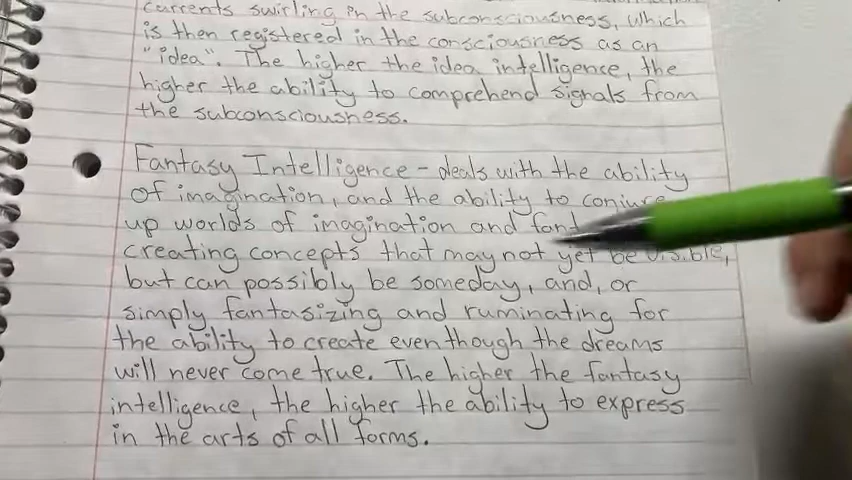 currents swirling in the subconsciousness, which
is then registered in the consciousness as an
"idea". The higher the idea intelligence, the
higher the ability to comprehend signals from
the subconsciousness.
Fantasy Intelligence - deals with the ability
of imagination, and the ability to conjure
up worlds of imagination and fant
creating concepts that may not yet be visible,
but can possibly be someday, and, or
simply fantasizing and ruminating for
the ability to create eventhough the dreams
will never come true. The higher the fantasy
intelligence, the higher the ability to express
in the arts of all forms.